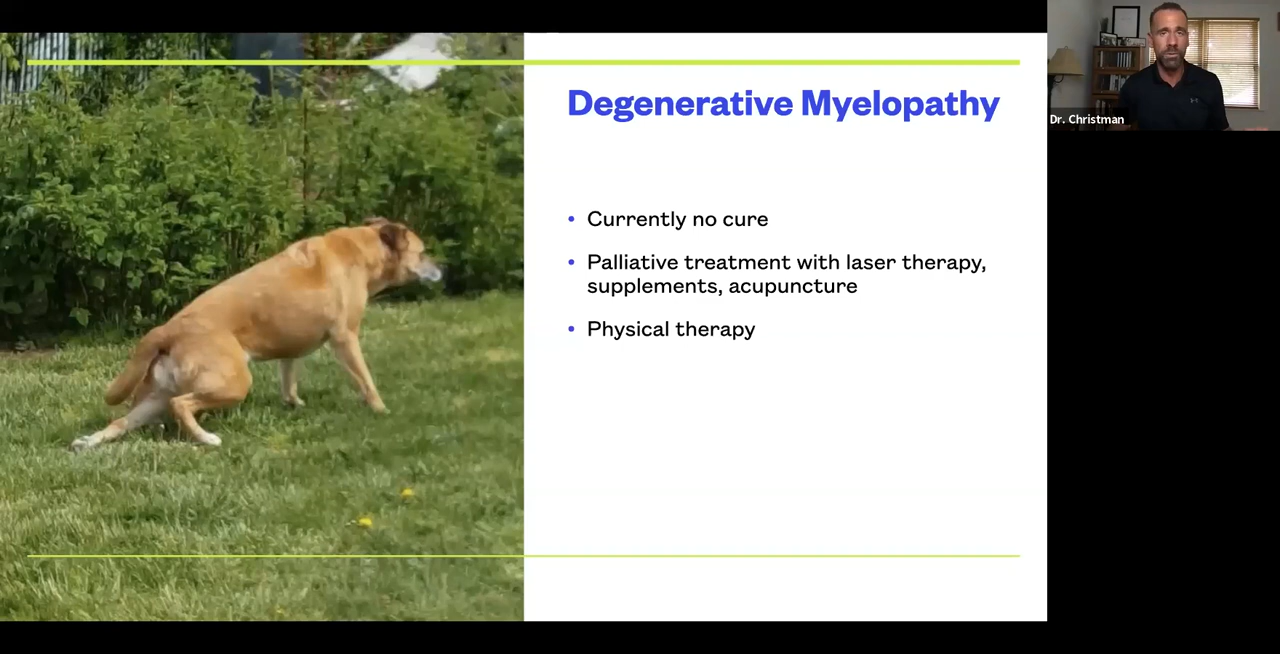 Degenerative Myelopathy
• Currently no cure
• Palliative treatment with laser therapy,
supplements, acupuncture
• Physical therapy
Dr. Christman